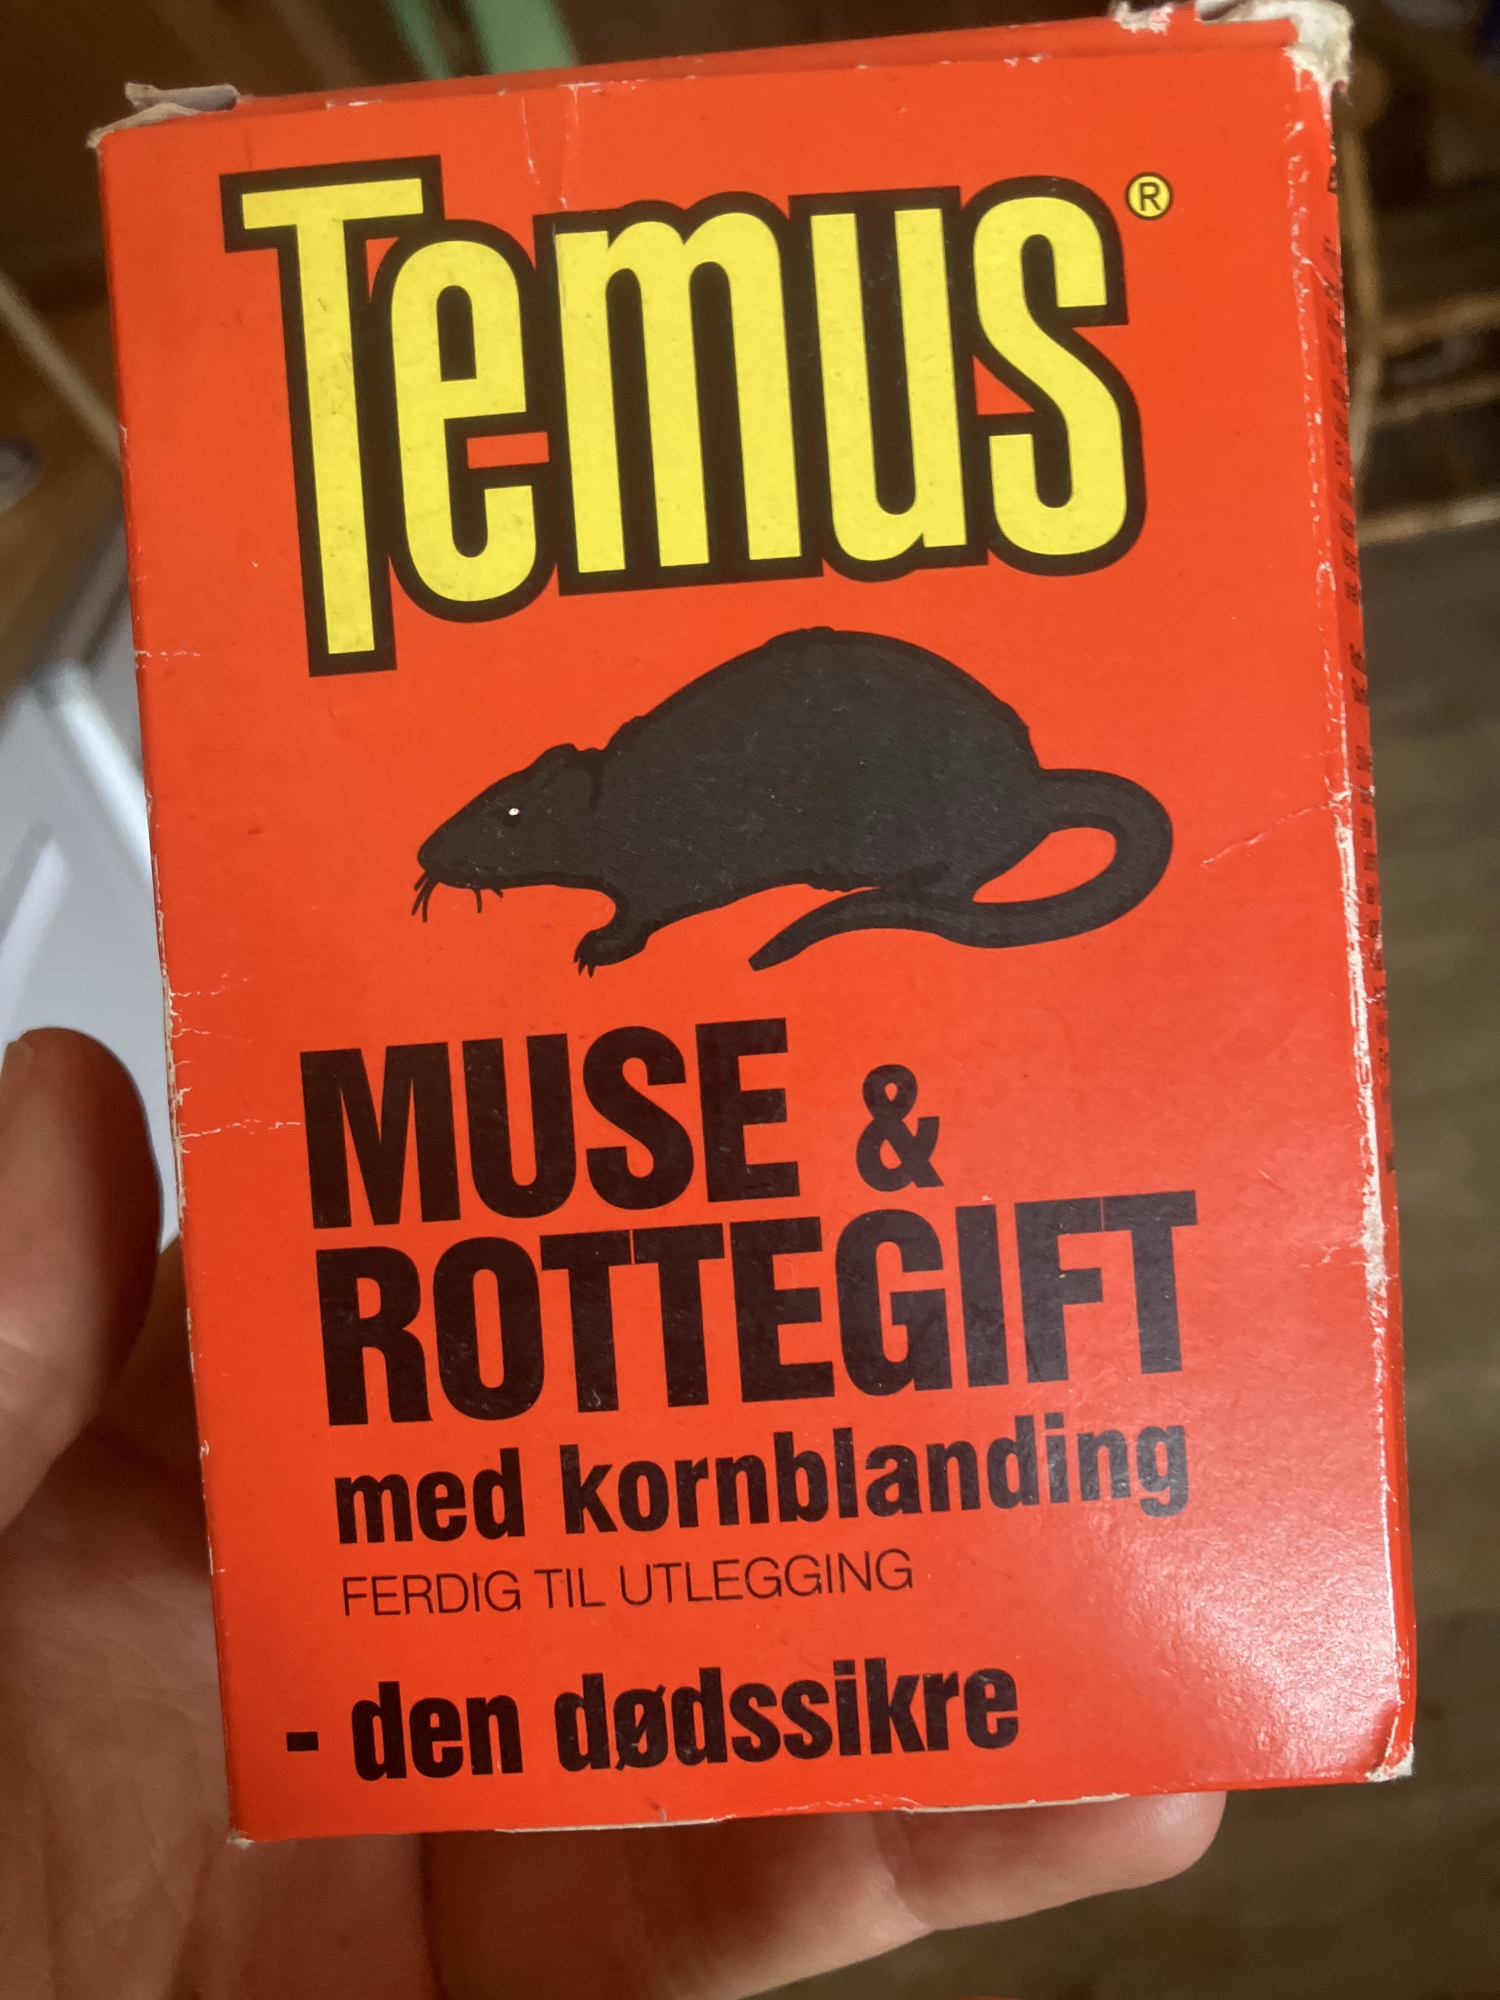 Temus®
MUSE &
ROTTEGIFT
med kornblanding
FERDIG TIL UTLEGGING
- den dødssikre